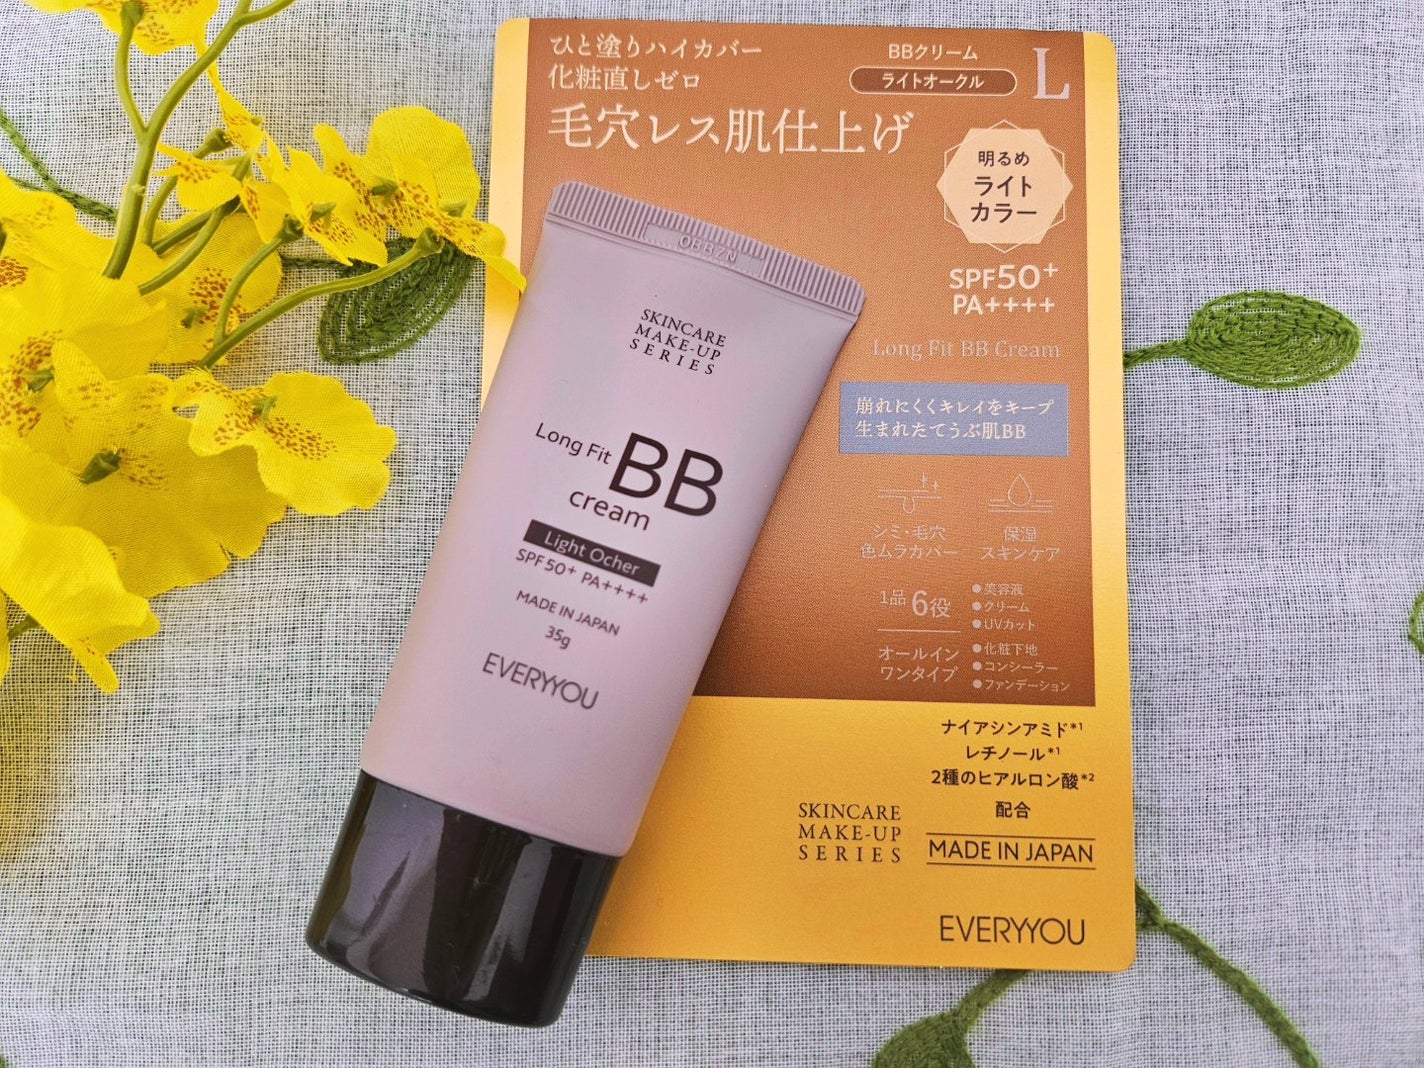 ひと塗りハイカバー
化粧直しゼロ
毛穴レス肌仕上げ
BBクリーム
ライトオークル
L
明るめ
ライト
カラー
SPF50+
PA++++
Long Fit BB Cream
崩れにくくキレイをキープ
生まれたてうぶ肌BB
シミ・毛穴
色ムラカバー
保湿
スキンケア
1品6役
オールイン
ワンタイプ
●美容液
●クリーム
●UVカット
●化粧下地
●コンシーラー
●ファンデーション
ナイアシンアミド*1
レチノール*1
2種のヒアルロン酸*2
配合
SKINCARE
MAKE-UP
SERIES
MADE IN JAPAN
EVERYYOU
OBBZN
SKINCARE
MAKE-UP
SERIES
Long Fit BB
cream
Light Ocher
SPF50+ PA++++
MADE IN JAPAN
35g
EVERYYOU